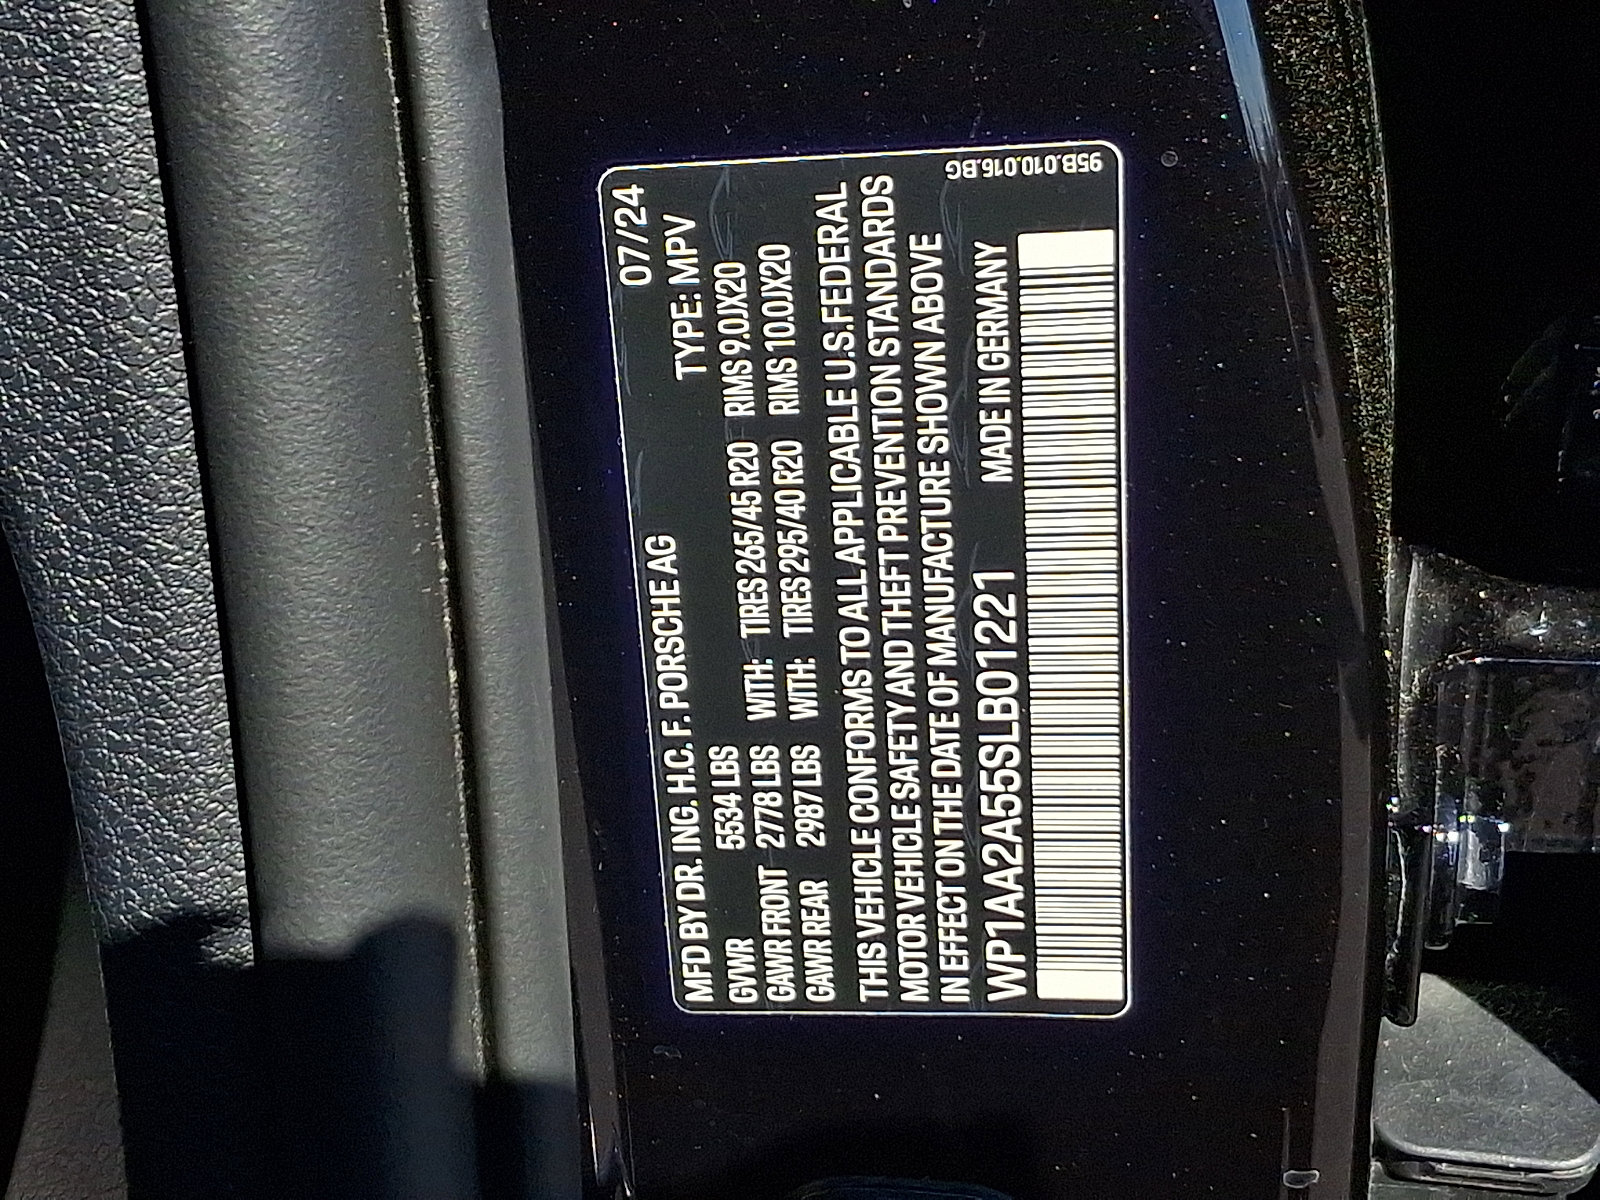 07/24
MFD BY DR. ING. H.C. F. PORSCHE AG TYPE: MPV
GVWR 5534 LBS
GAWR FRONT 2778 LBS WITH: TIRES 265/45 R20 RIMS 9.0JX20
GAWR REAR 2987 LBS WITH: TIRES 295/40 R20 RIMS 10.0JX20
THIS VEHICLE CONFORMS TO ALL APPLICABLE U.S. FEDERAL
MOTOR VEHICLE SAFETY AND THEFT PREVENTION STANDARDS
IN EFFECT ON THE DATE OF MANUFACTURE SHOWN ABOVE
WP1AA2A55SLB01221 MADE IN GERMANY
95B.010.016.BG